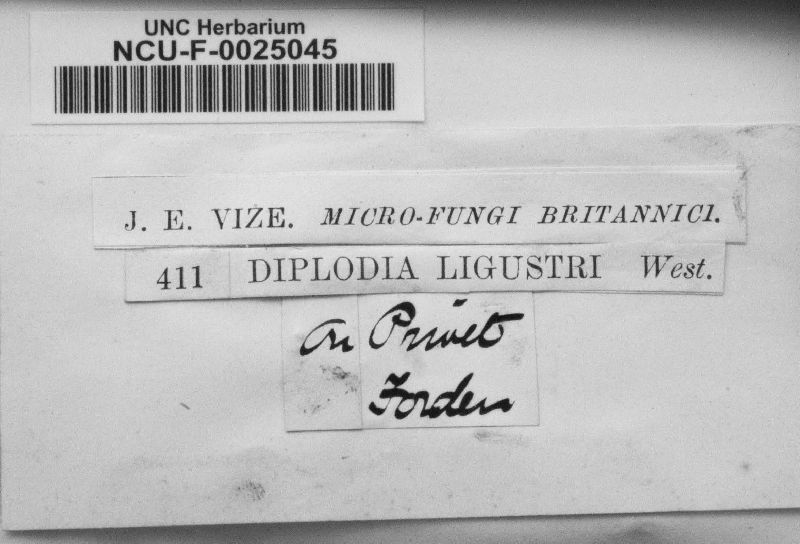 UNC Herbarium
NCU-F-0025045
J. E. VIZE. MICRO-FUNGI BRITANNICI.
411 DIPLODIA LIGUSTRI West.
On Privet
Forden